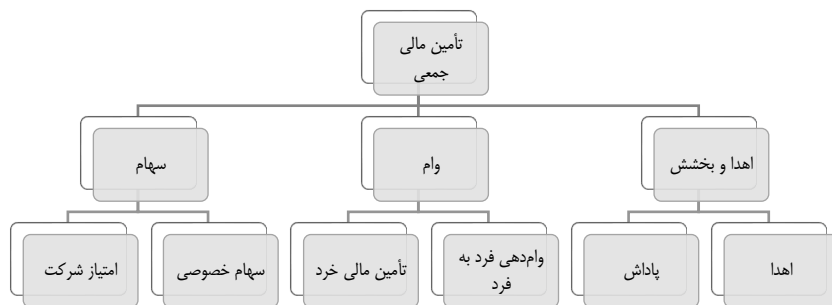 تأمین مالی
جمعی
اهدا و بخشش
وام
سهام
اهدا
پاداش
وام‌دهی فرد به
فرد
تأمین مالی خرد
سهام خصوصی
امتیاز شرکت